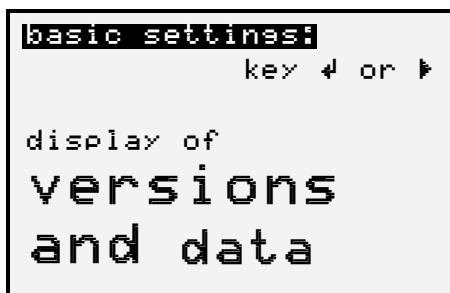 basic settings:
key ↲ or ▶
display of
versions
and data